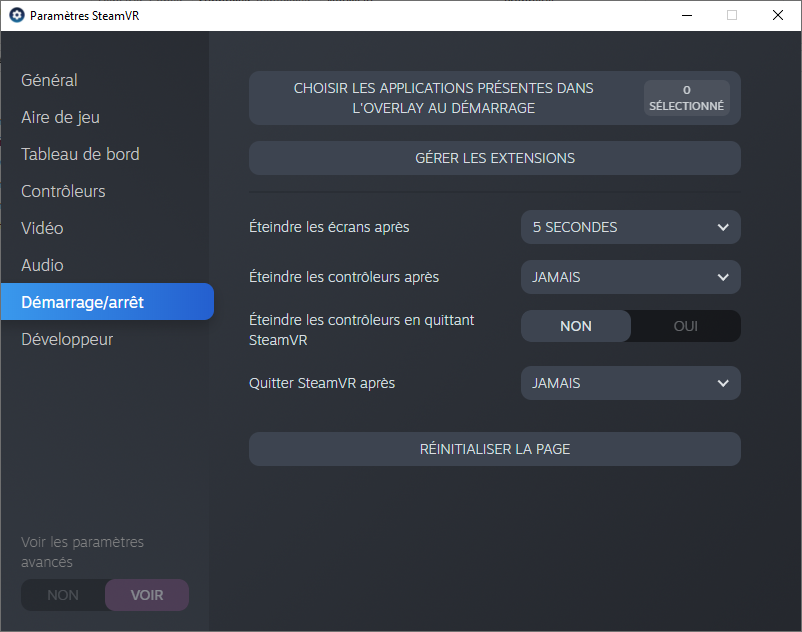 Paramètres SteamVR
Général
Aire de jeu
Tableau de bord
Contrôleurs
Vidéo
Audio
Démarrage/arrêt
Développeur
Voir les paramètres
avancés
NON
VOIR
CHOISIR LES APPLICATIONS PRÉSENTES DANS
L'OVERLAY AU DÉMARRAGE
0
SÉLECTIONNÉ
GÉRER LES EXTENSIONS
Éteindre les écrans après
5 SECONDES
Éteindre les contrôleurs après
JAMAIS
Éteindre les contrôleurs en quittant
SteamVR
NON
OUI
Quitter SteamVR après
JAMAIS
RÉINITIALISER LA PAGE